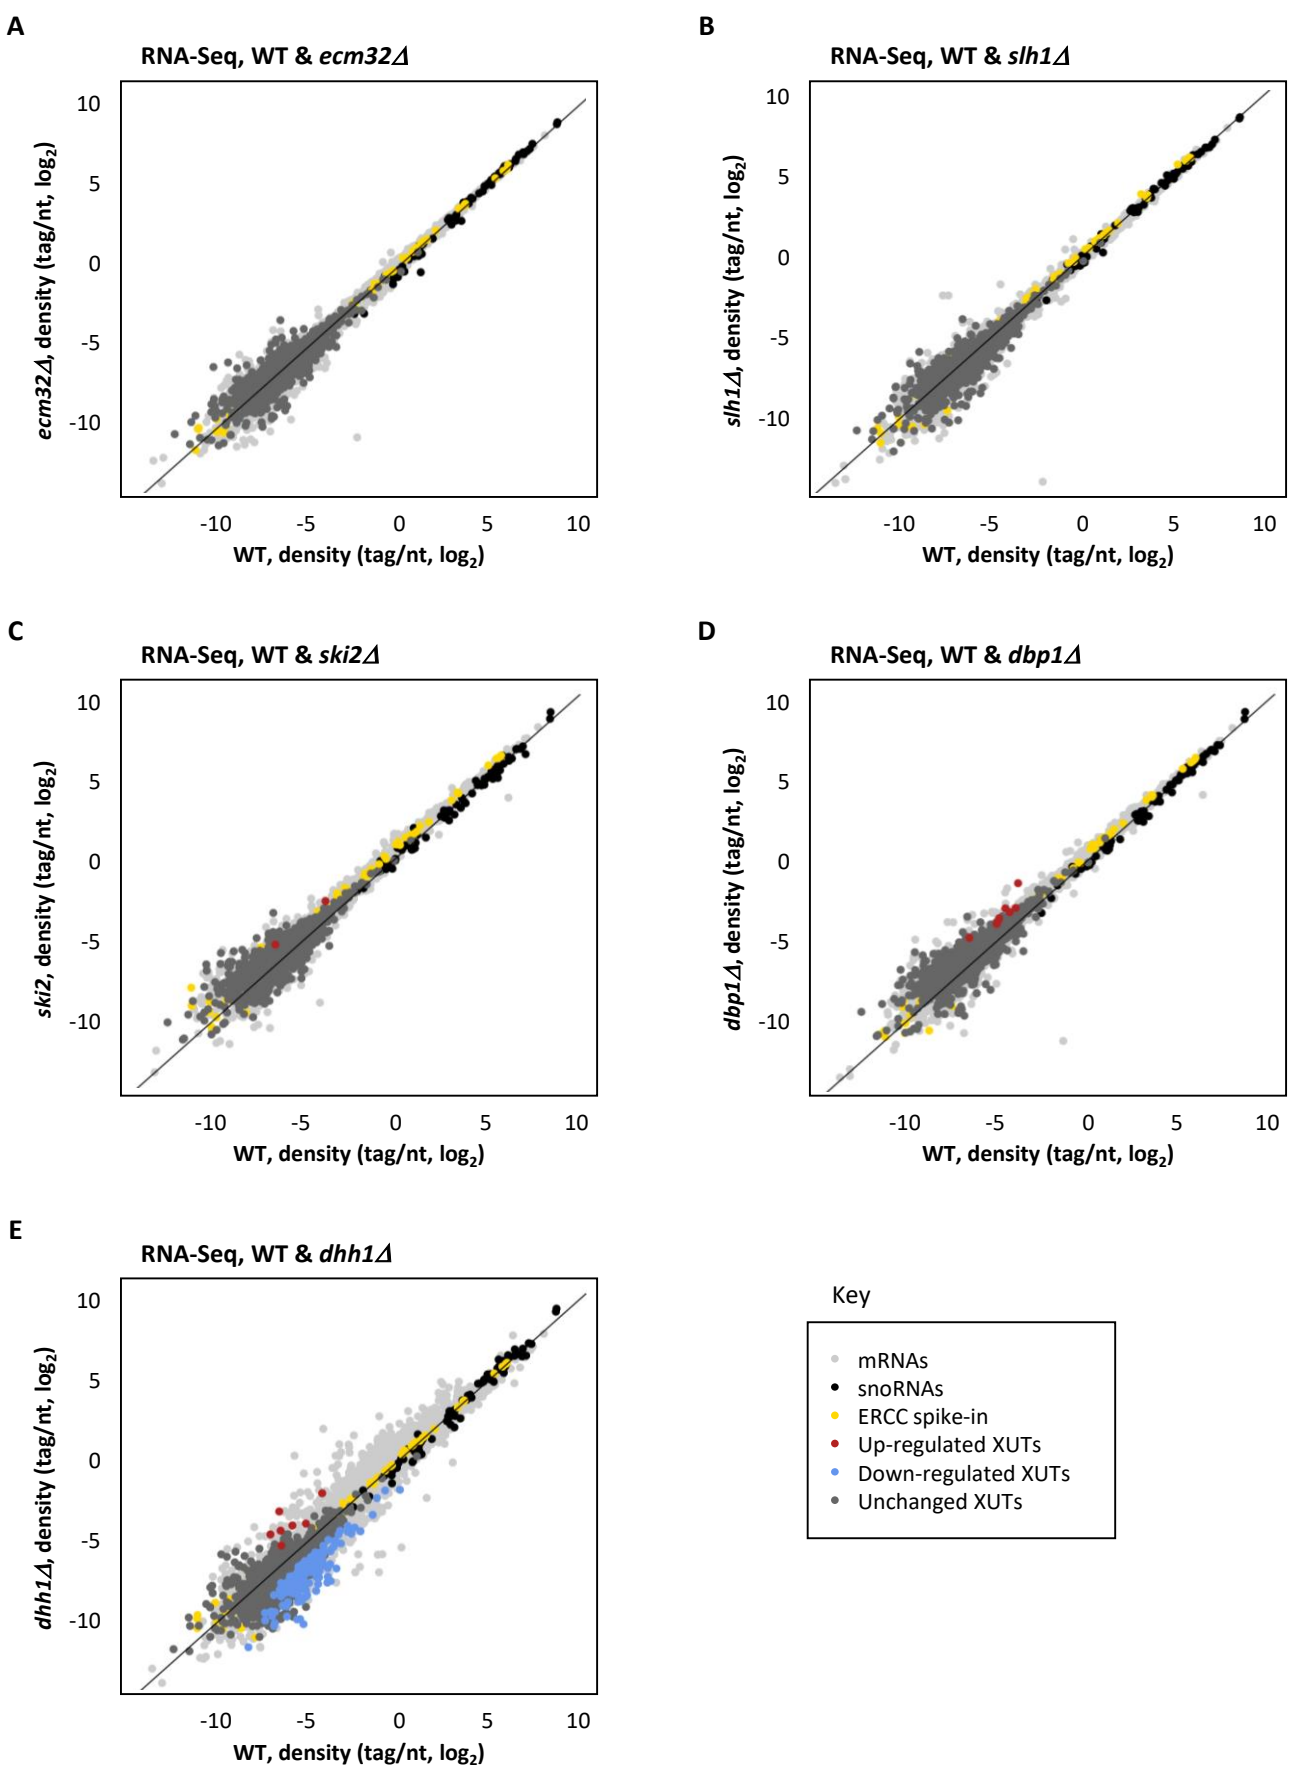 A
RNA-Seq, WT & ecm32Δ
10
5
0
-5
-10
ecm32Δ, density (tag/nt, log2)
-10 -5 0 5 10
WT, density (tag/nt, log2)
B
RNA-Seq, WT & slh1Δ
10
5
0
-5
-10
slh1Δ, density (tag/nt, log2)
-10 -5 0 5 10
WT, density (tag/nt, log2)
C
RNA-Seq, WT & ski2Δ
10
5
0
-5
-10
ski2, density (tag/nt, log2)
-10 -5 0 5 10
WT, density (tag/nt, log2)
D
RNA-Seq, WT & dbp1Δ
10
5
0
-5
-10
dbp1Δ, density (tag/nt, log2)
-10 -5 0 5 10
WT, density (tag/nt, log2)
E
RNA-Seq, WT & dhh1Δ
10
5
0
-5
-10
dhh1Δ, density (tag/nt, log2)
-10 -5 0 5 10
WT, density (tag/nt, log2)
Key
mRNAs
snoRNAs
ERCC spike-in
Up-regulated XUTs
Down-regulated XUTs
Unchanged XUTs